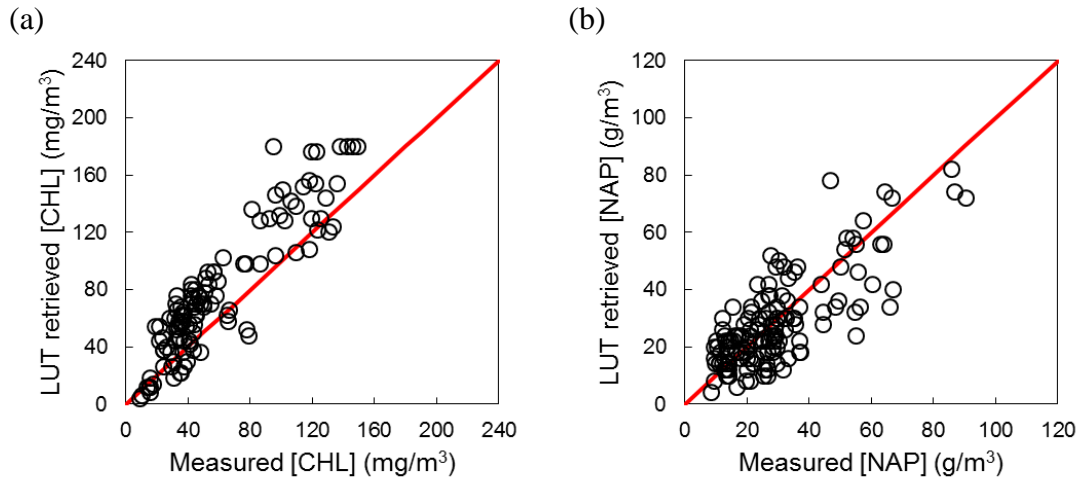 (a)
240
200
160
120
80
40
0
LUT retrieved [CHL] (mg/m³)
0 40 80 120 160 200 240
Measured [CHL] (mg/m³)
(b)
120
100
80
60
40
20
0
LUT retrieved [NAP] (g/m³)
0 20 40 60 80 100 120
Measured [NAP] (g/m³)